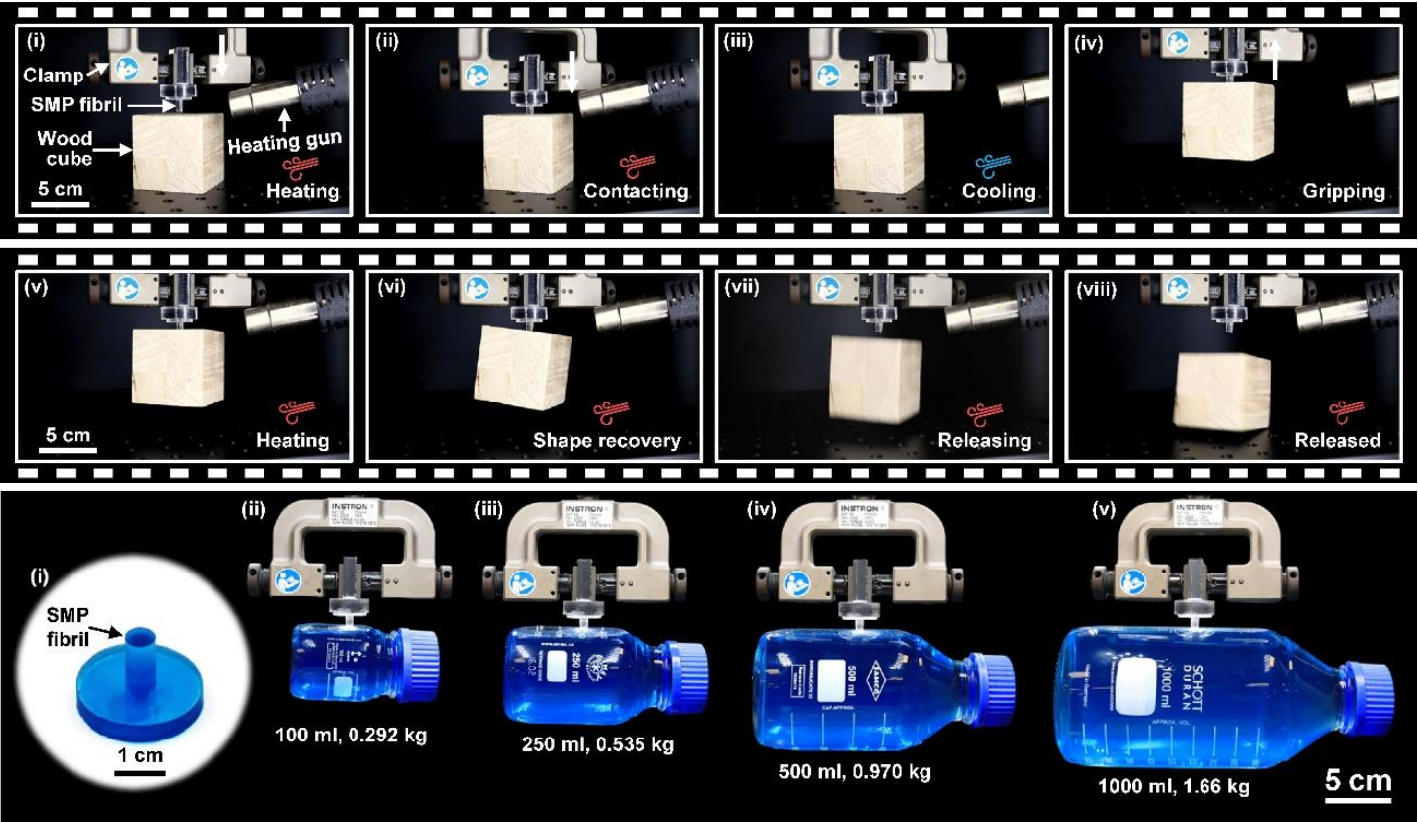 (i)
Clamp
SMP fibril
Wood
cube
Heating gun
5 cm
Heating
(ii)
Contacting
(iii)
Cooling
(iv)
Gripping
(v)
5 cm
Heating
(vi)
Shape recovery
(vii)
Releasing
(viii)
Released
(i)
SMP
fibril
1 cm
(ii)
INSTRON
100 ml, 0.292 kg
(iii)
INSTRON
250 ml
250 ml, 0.535 kg
(iv)
INSTRON
500 ml
500 ml, 0.970 kg
(v)
INSTRON
1000 ml
SCHOTT
DURAN
APPROX. VOL.
1000 ml, 1.66 kg
5 cm